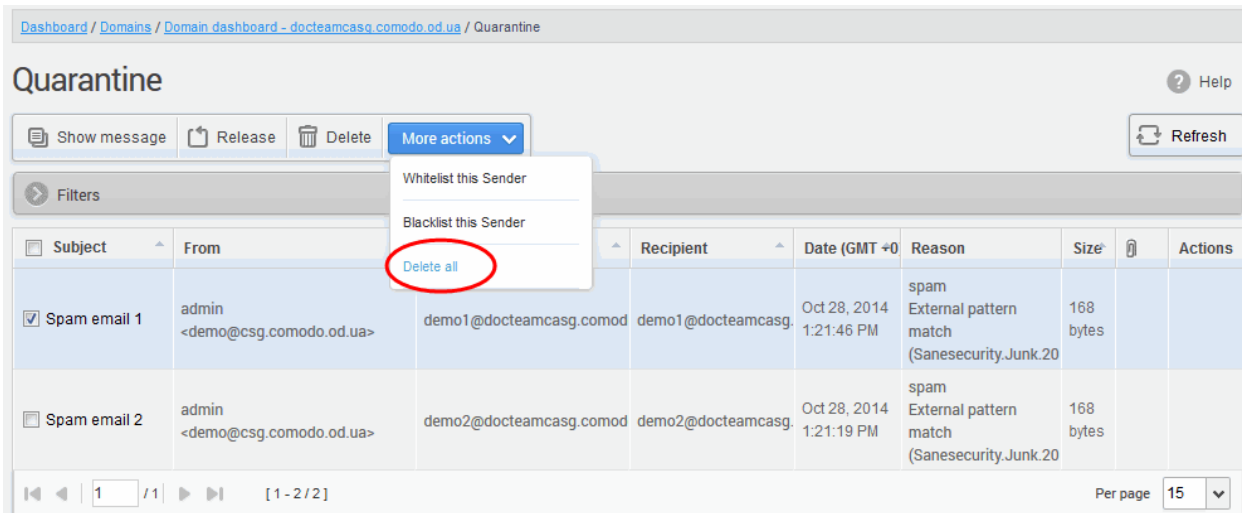 Dashboard / Domains / Domain dashboard - docteamcasg.comodo.od.ua / Quarantine
Quarantine
Help
Show message Release Delete More actions Refresh
Whitelist this Sender
Filters
Blacklist this Sender
Subject From Recipient Date (GMT +0 Reason Size Actions
Delete all
Spam email 1
admin
<demo@csg.comodo.od.ua>
demo1@docteamcasg.comod
demo1@docteamcasg.
Oct 28, 2014
1:21:46 PM
spam
External pattern
match
(Sanesecurity.Junk.20
168
bytes
Spam email 2
admin
<demo@csg.comodo.od.ua>
demo2@docteamcasg.comod
demo2@docteamcasg.
Oct 28, 2014
1:21:19 PM
spam
External pattern
match
(Sanesecurity.Junk.20
168
bytes
1 / 1 [ 1 - 2 / 2 ] Per page 15